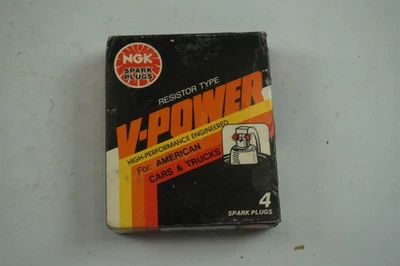 NGK
SPARK
PLUGS
RESISTOR TYPE
V-POWER
HIGH-PERFORMANCE ENGINEERED
For: AMERICAN
CARS & TRUCKS
4
SPARK PLUGS